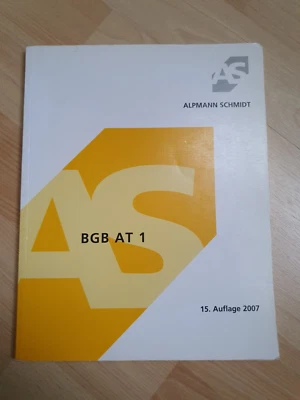 AS
ALPMANN SCHMIDT
AS
BGB AT 1
15. Auflage 2007